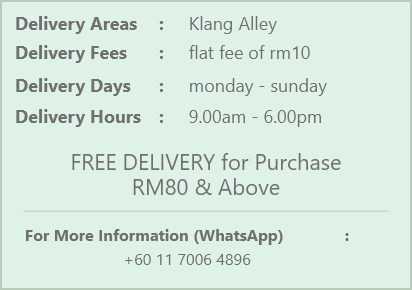 Delivery Areas : Klang Alley
Delivery Fees : flat fee of rm10
Delivery Days : monday - sunday
Delivery Hours : 9.00am - 6.00pm
FREE DELIVERY for Purchase
RM80 & Above
For More Information (WhatsApp) :
+60 11 7006 4896